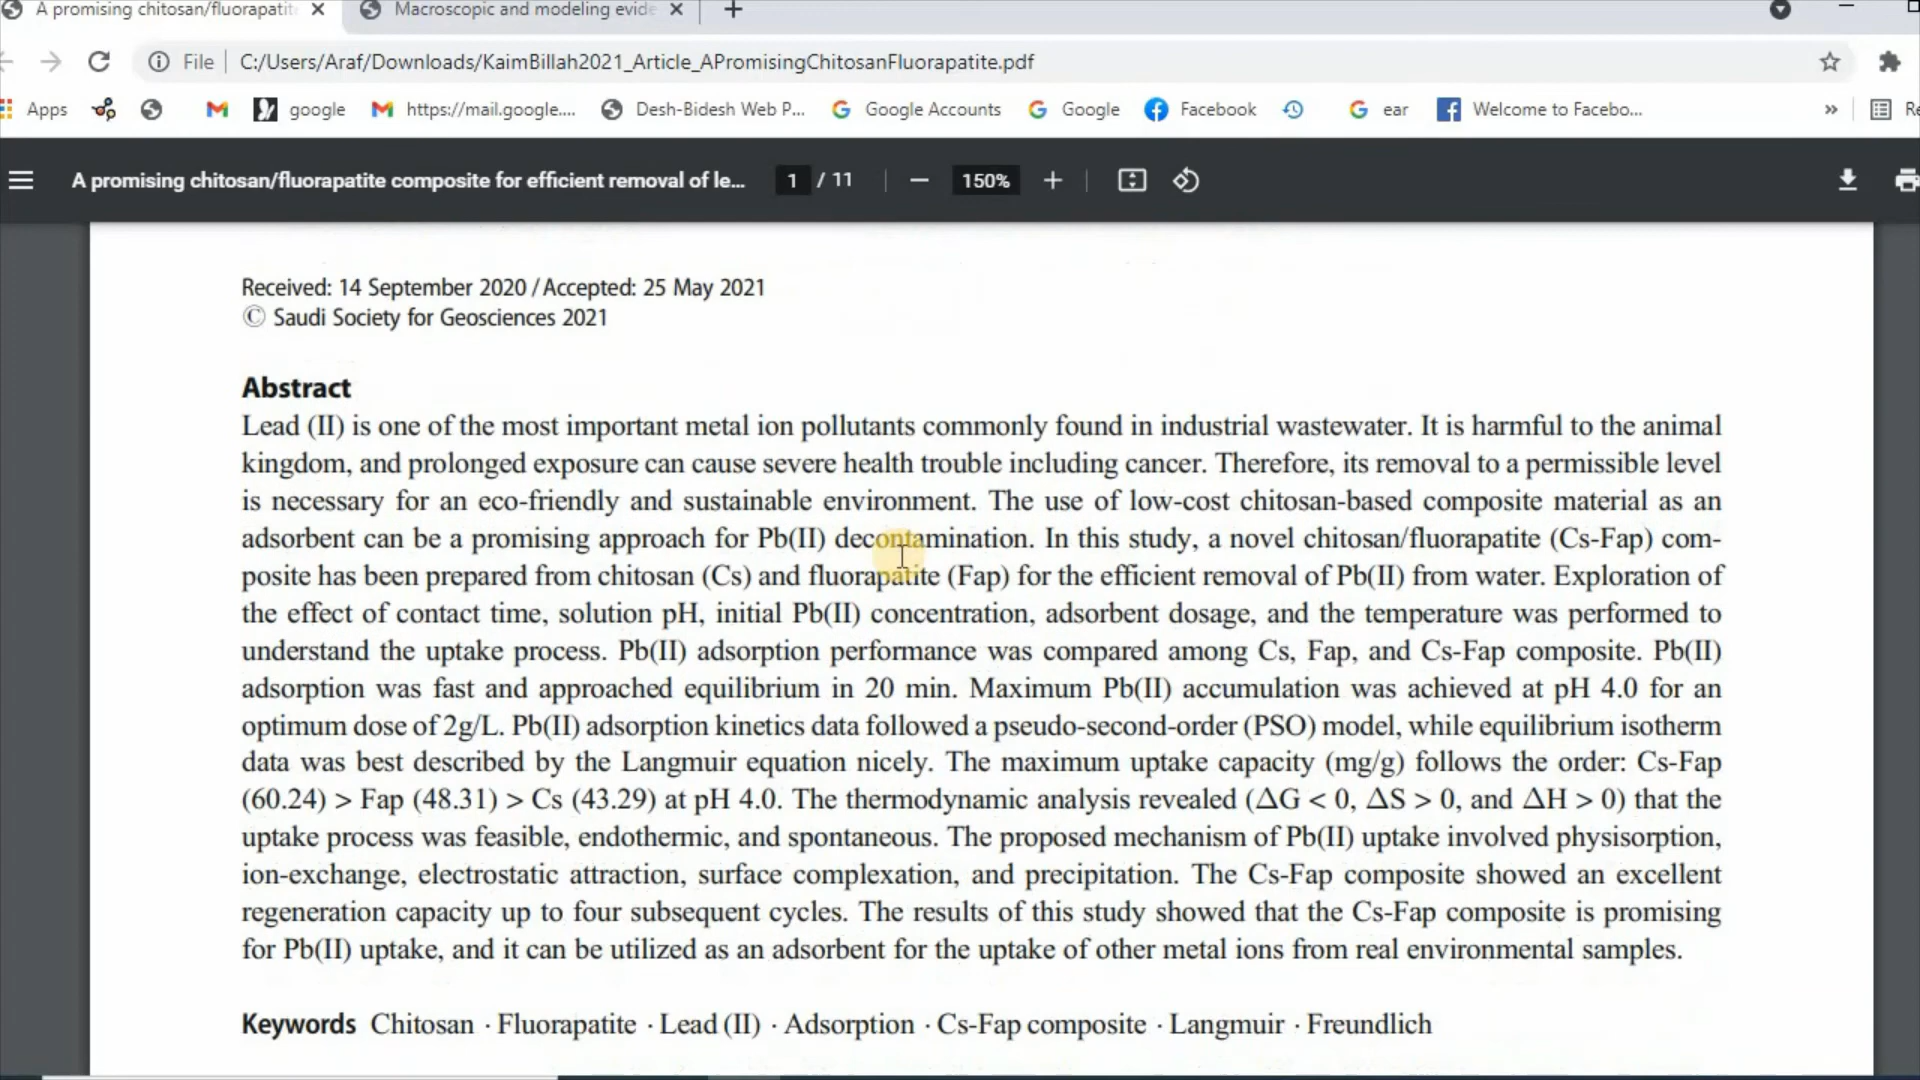 A promising chitosan/fluorapatit
Macroscopic and modeling evide
File
C:/Users/Araf/Downloads/KaimBillah2021_Article_APromisingChitosanFluorapatite.pdf
Apps google https://mail.google.... Desh-Bidesh Web P... Google Accounts Google Facebook ear Welcome to Facebo... » Re
A promising chitosan/fluorapatite composite for efficient removal of le... 1 / 11 150%
Received: 14 September 2020 / Accepted: 25 May 2021
© Saudi Society for Geosciences 2021
Abstract
Lead (II) is one of the most important metal ion pollutants commonly found in industrial wastewater. It is harmful to the animal
kingdom, and prolonged exposure can cause severe health trouble including cancer. Therefore, its removal to a permissible level
is necessary for an eco-friendly and sustainable environment. The use of low-cost chitosan-based composite material as an
adsorbent can be a promising approach for Pb(II) decontamination. In this study, a novel chitosan/fluorapatite (Cs-Fap) com-
posite has been prepared from chitosan (Cs) and fluorapatite (Fap) for the efficient removal of Pb(II) from water. Exploration of
the effect of contact time, solution pH, initial Pb(II) concentration, adsorbent dosage, and the temperature was performed to
understand the uptake process. Pb(II) adsorption performance was compared among Cs, Fap, and Cs-Fap composite. Pb(II)
adsorption was fast and approached equilibrium in 20 min. Maximum Pb(II) accumulation was achieved at pH 4.0 for an
optimum dose of 2g/L. Pb(II) adsorption kinetics data followed a pseudo-second-order (PSO) model, while equilibrium isotherm
data was best described by the Langmuir equation nicely. The maximum uptake capacity (mg/g) follows the order: Cs-Fap
(60.24) > Fap (48.31) > Cs (43.29) at pH 4.0. The thermodynamic analysis revealed (ΔG < 0, ΔS > 0, and ΔH > 0) that the
uptake process was feasible, endothermic, and spontaneous. The proposed mechanism of Pb(II) uptake involved physisorption,
ion-exchange, electrostatic attraction, surface complexation, and precipitation. The Cs-Fap composite showed an excellent
regeneration capacity up to four subsequent cycles. The results of this study showed that the Cs-Fap composite is promising
for Pb(II) uptake, and it can be utilized as an adsorbent for the uptake of other metal ions from real environmental samples.
Keywords Chitosan · Fluorapatite · Lead (II) · Adsorption · Cs-Fap composite · Langmuir · Freundlich